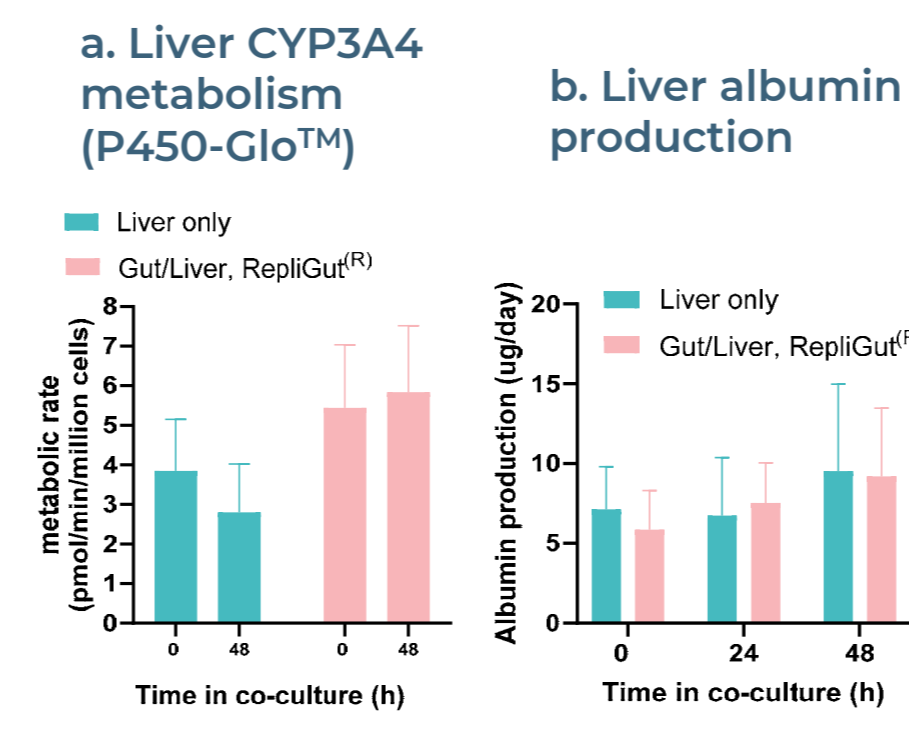 a. Liver CYP3A4
metabolism
(P450-Glo™)
Liver only
Gut/Liver, RepliGut(R)
metabolic rate
(pmol/min/million cells)
8
7
6
5
4
3
2
1
0
0 48 0 48
Time in co-culture (h)
b. Liver albumin
production
Liver only
Gut/Liver, RepliGut(
Albumin production (ug/day)
20
15
10
5
0
0 24 48
Time in co-culture (h)